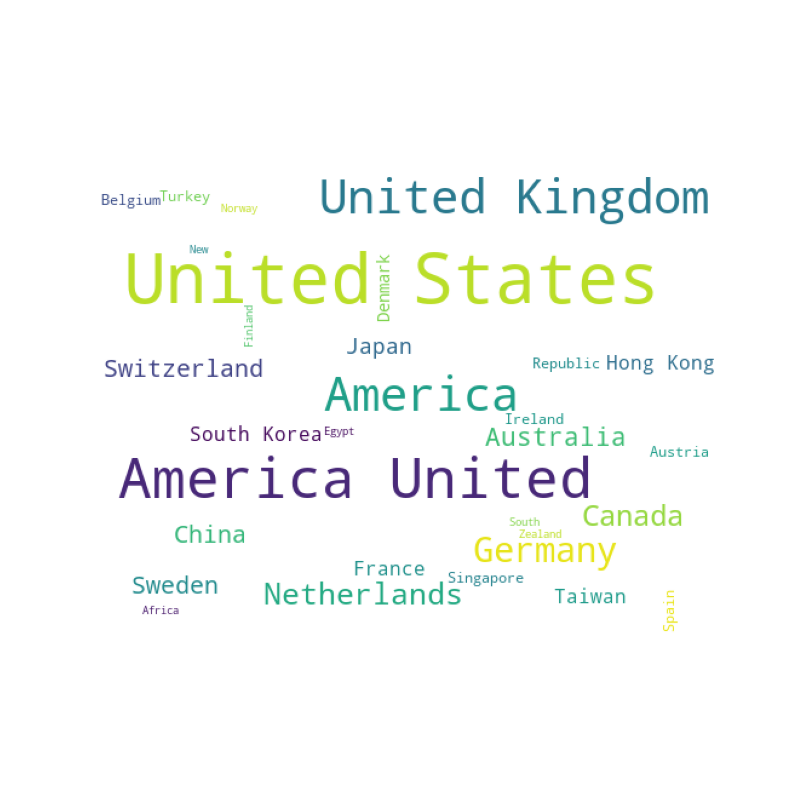 United Kingdom
Belgium
Turkey
Norway
New
United States
Denmark
Finland
Japan
Switzerland
Republic
Hong Kong
America
Ireland
South Korea
Egypt
Australia
Austria
America United
Canada
China
South
Zealand
Germany
France
Singapore
Sweden
Netherlands
Taiwan
Spain
Africa